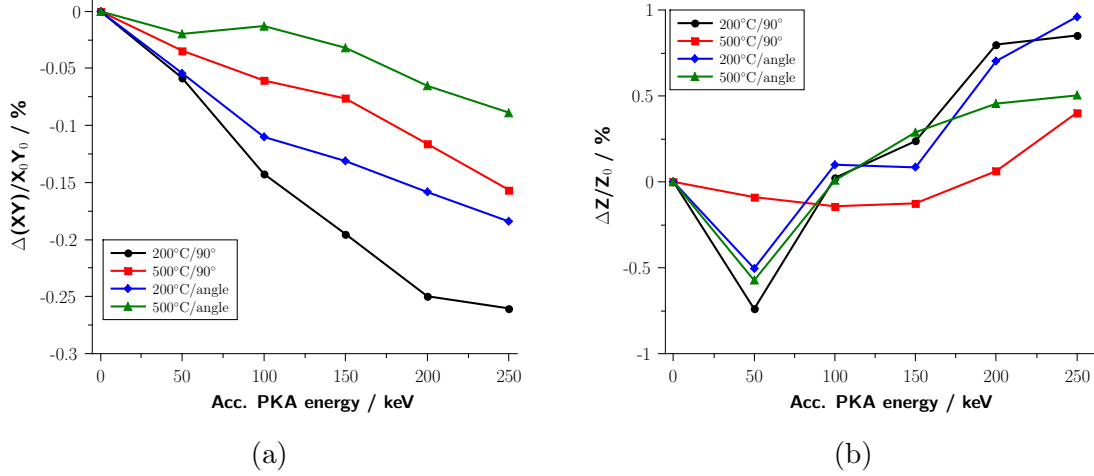 0
-0.05
-0.1
-0.15
-0.2
-0.25
-0.3
Δ(XY)/X₀Y₀ / %
200°C/90°
500°C/90°
200°C/angle
500°C/angle
0 50 100 150 200 250
Acc. PKA energy / keV
(a)
1
0.5
0
-0.5
-1
ΔZ/Z₀ / %
200°C/90°
500°C/90°
200°C/angle
500°C/angle
0 50 100 150 200 250
Acc. PKA energy / keV
(b)